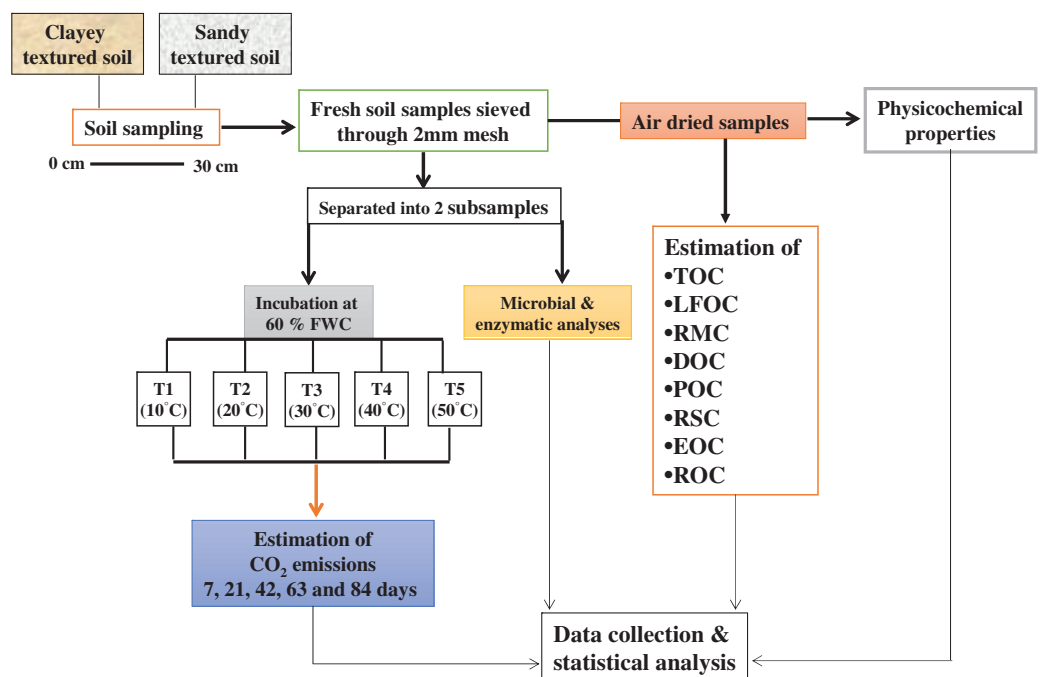 Clayey
textured soil
Sandy
textured soil
Soil sampling
0 cm
30 cm
Fresh soil samples sieved
through 2mm mesh
Air dried samples
Physicochemical
properties
Separated into 2 subsamples
Incubation at
60 % FWC
Microbial &
enzymatic analyses
Estimation of
•TOC
•LFOC
•RMC
•DOC
•POC
•RSC
•EOC
•ROC
T1
(10°C)
T2
(20°C)
T3
(30°C)
T4
(40°C)
T5
(50°C)
Estimation of
CO₂ emissions
7, 21, 42, 63 and 84 days
Data collection &
statistical analysis